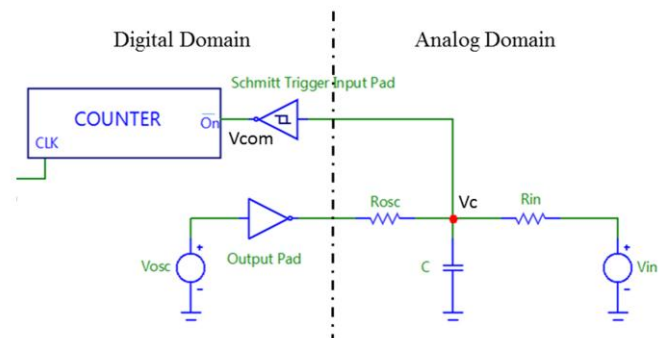 Digital Domain
Analog Domain
Schmitt Trigger Input Pad
COUNTER
On
Vcom
CLK
Rosc
Vc
Rin
Vosc
Output Pad
C
Vin